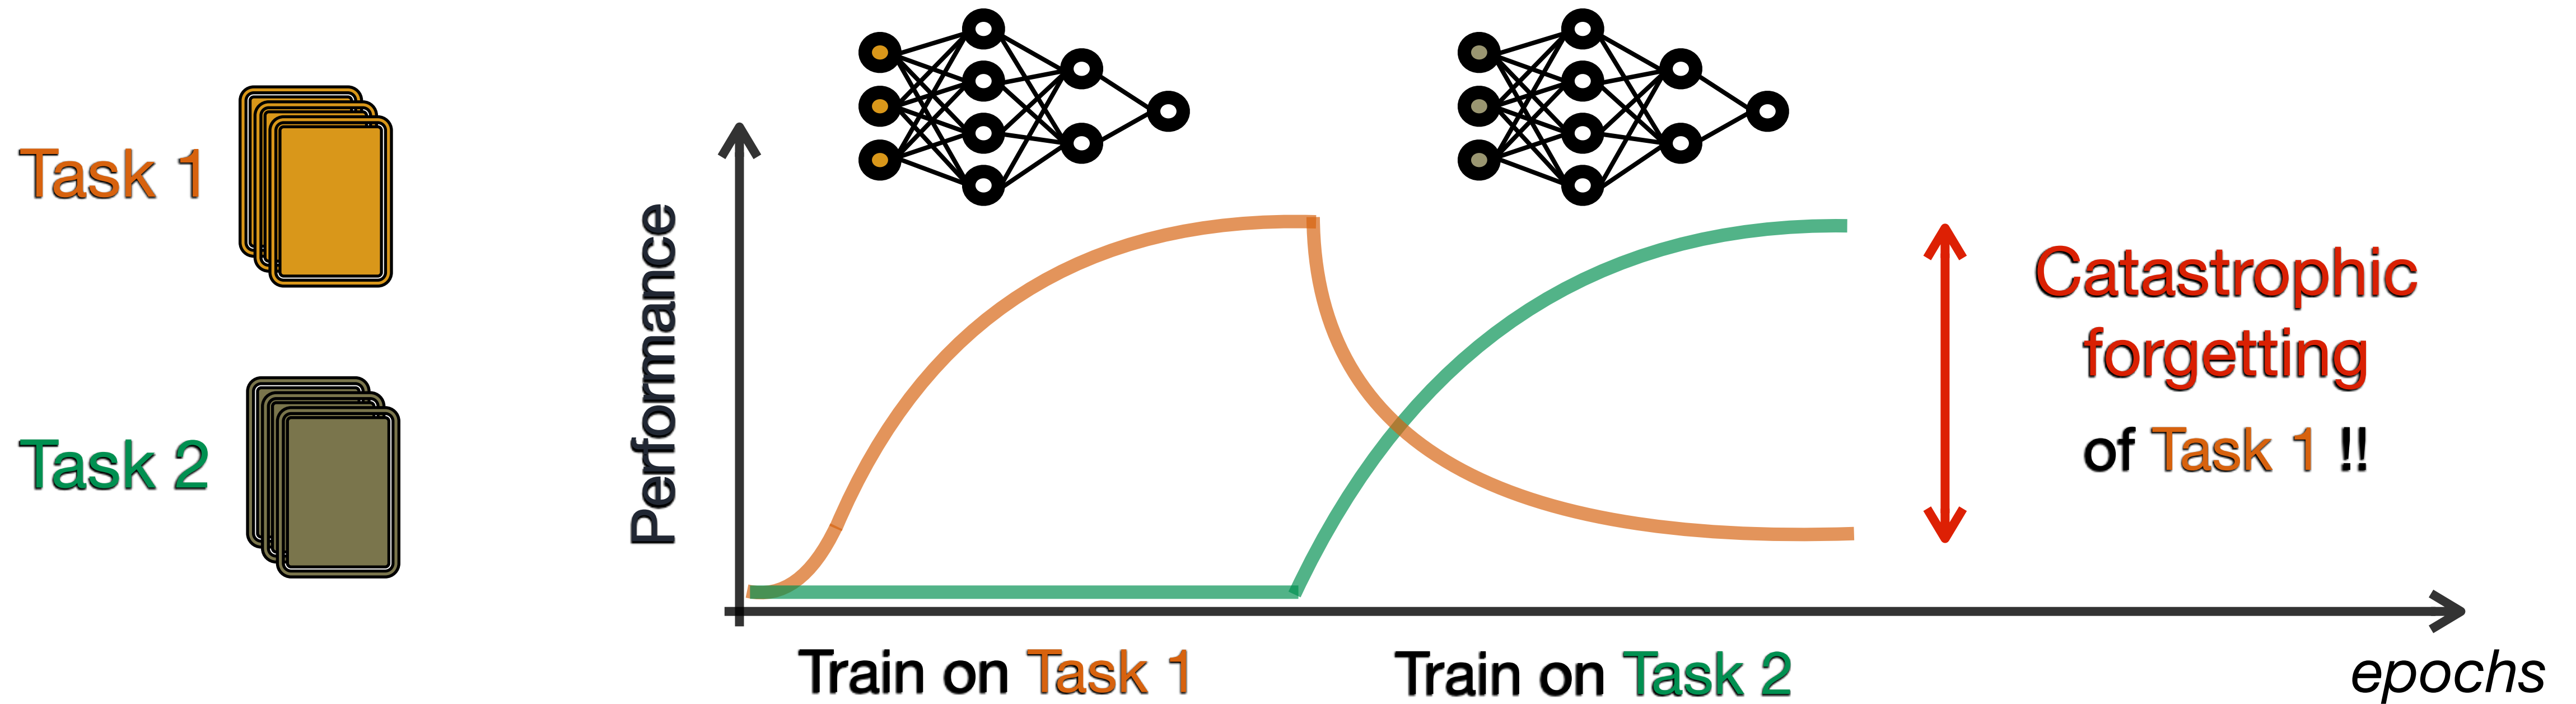 Task 1
Task 2
Performance
Train on Task 1
Train on Task 2
epochs
Catastrophic
forgetting
of Task 1 !!